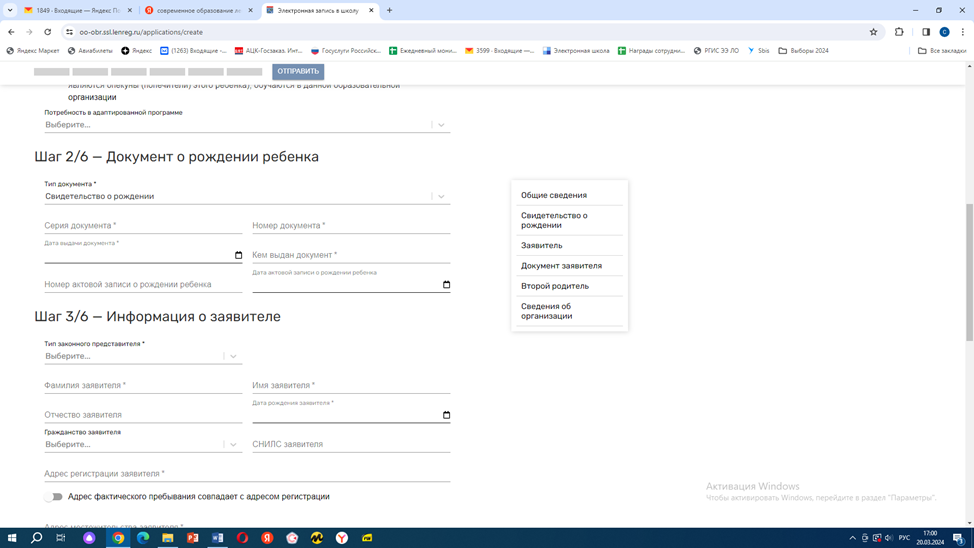 1849 · Входящие — Яндекс По
современное образование ле
Электронная запись в школу
oo-obr.ssl.lenreg.ru/applications/create
Яндекс Маркет
Авиабилеты
Яндекс
(1263) Входящие -...
АЦК-Госзаказ. Инт...
Госуслуги Российск...
Ежедневный мони...
3599 · Входящие —...
Электронная школа
Награды сотрудни...
РГИС ЭЭ ЛО
Sbis
Выборы 2024
Все закладки
ОТПРАВИТЬ
являются опекуны (попечители) этого ребенка), обучаются в данной образовательной
организации
Потребность в адаптированной программе
Выберите...
Шаг 2/6 — Документ о рождении ребенка
Тип документа *
Свидетельство о рождении
Серия документа *
Номер документа *
Дата выдачи документа *
Кем выдан документ *
Номер актовой записи о рождении ребенка
Дата актовой записи о рождении ребенка
Общие сведения
Свидетельство о
рождении
Заявитель
Документ заявителя
Второй родитель
Сведения об
организации
Шаг 3/6 — Информация о заявителе
Тип законного представителя *
Выберите...
Фамилия заявителя *
Имя заявителя *
Отчество заявителя
Дата рождения заявителя *
Гражданство заявителя
Выберите...
СНИЛС заявителя
Адрес регистрации заявителя *
Адрес фактического пребывания совпадает с адресом регистрации
Адрес местожительства заявителя *
Активация Windows
Чтобы активировать Windows, перейдите в раздел "Параметры".
РУС
17:00
20.03.2024